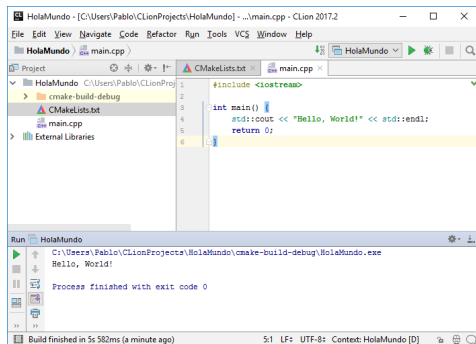 HolaMundo - [C:\Users\Pablo\CLionProjects\HolaMundo] - ...\main.cpp - CLion 2017.2
File Edit View Navigate Code Refactor Run Tools VCS Window Help
HolaMundo main.cpp HolaMundo
Project CMakeLists.txt main.cpp
HolaMundo C:\Users\Pablo\CLionProj
cmake-build-debug
CMakeLists.txt
main.cpp
External Libraries
1 #include <iostream>
2
3 int main() {
4 std::cout << "Hello, World!" << std::endl;
5 return 0;
6 }
Run HolaMundo
C:\Users\Pablo\CLionProjects\HolaMundo\cmake-build-debug\HolaMundo.exe
Hello, World!
Process finished with exit code 0
Build finished in 5s 582ms (a minute ago) 5:1 LF÷ UTF-8÷ Context: HolaMundo [D]